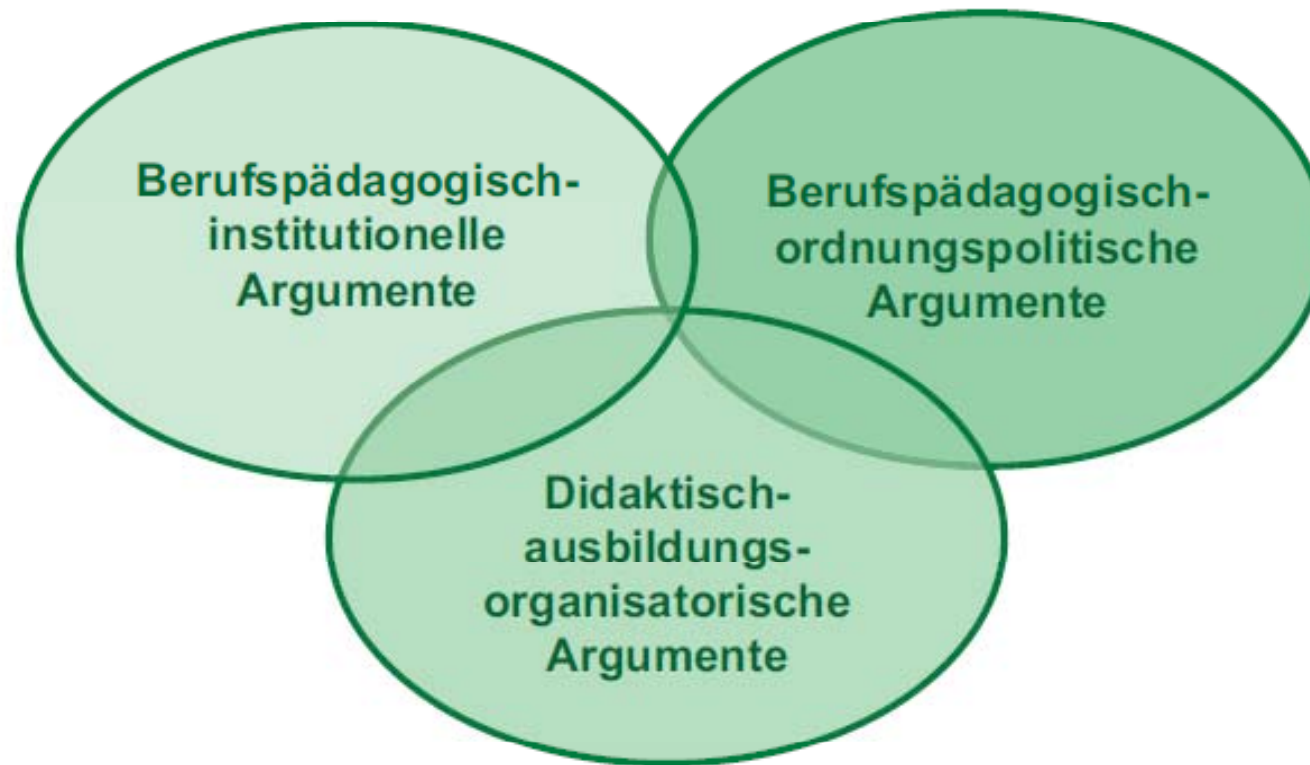 Berufspädagogisch-
institutionelle
Argumente
Berufspädagogisch-
ordnungspolitische
Argumente
Didaktisch-
ausbildungs-
organisatorische
Argumente